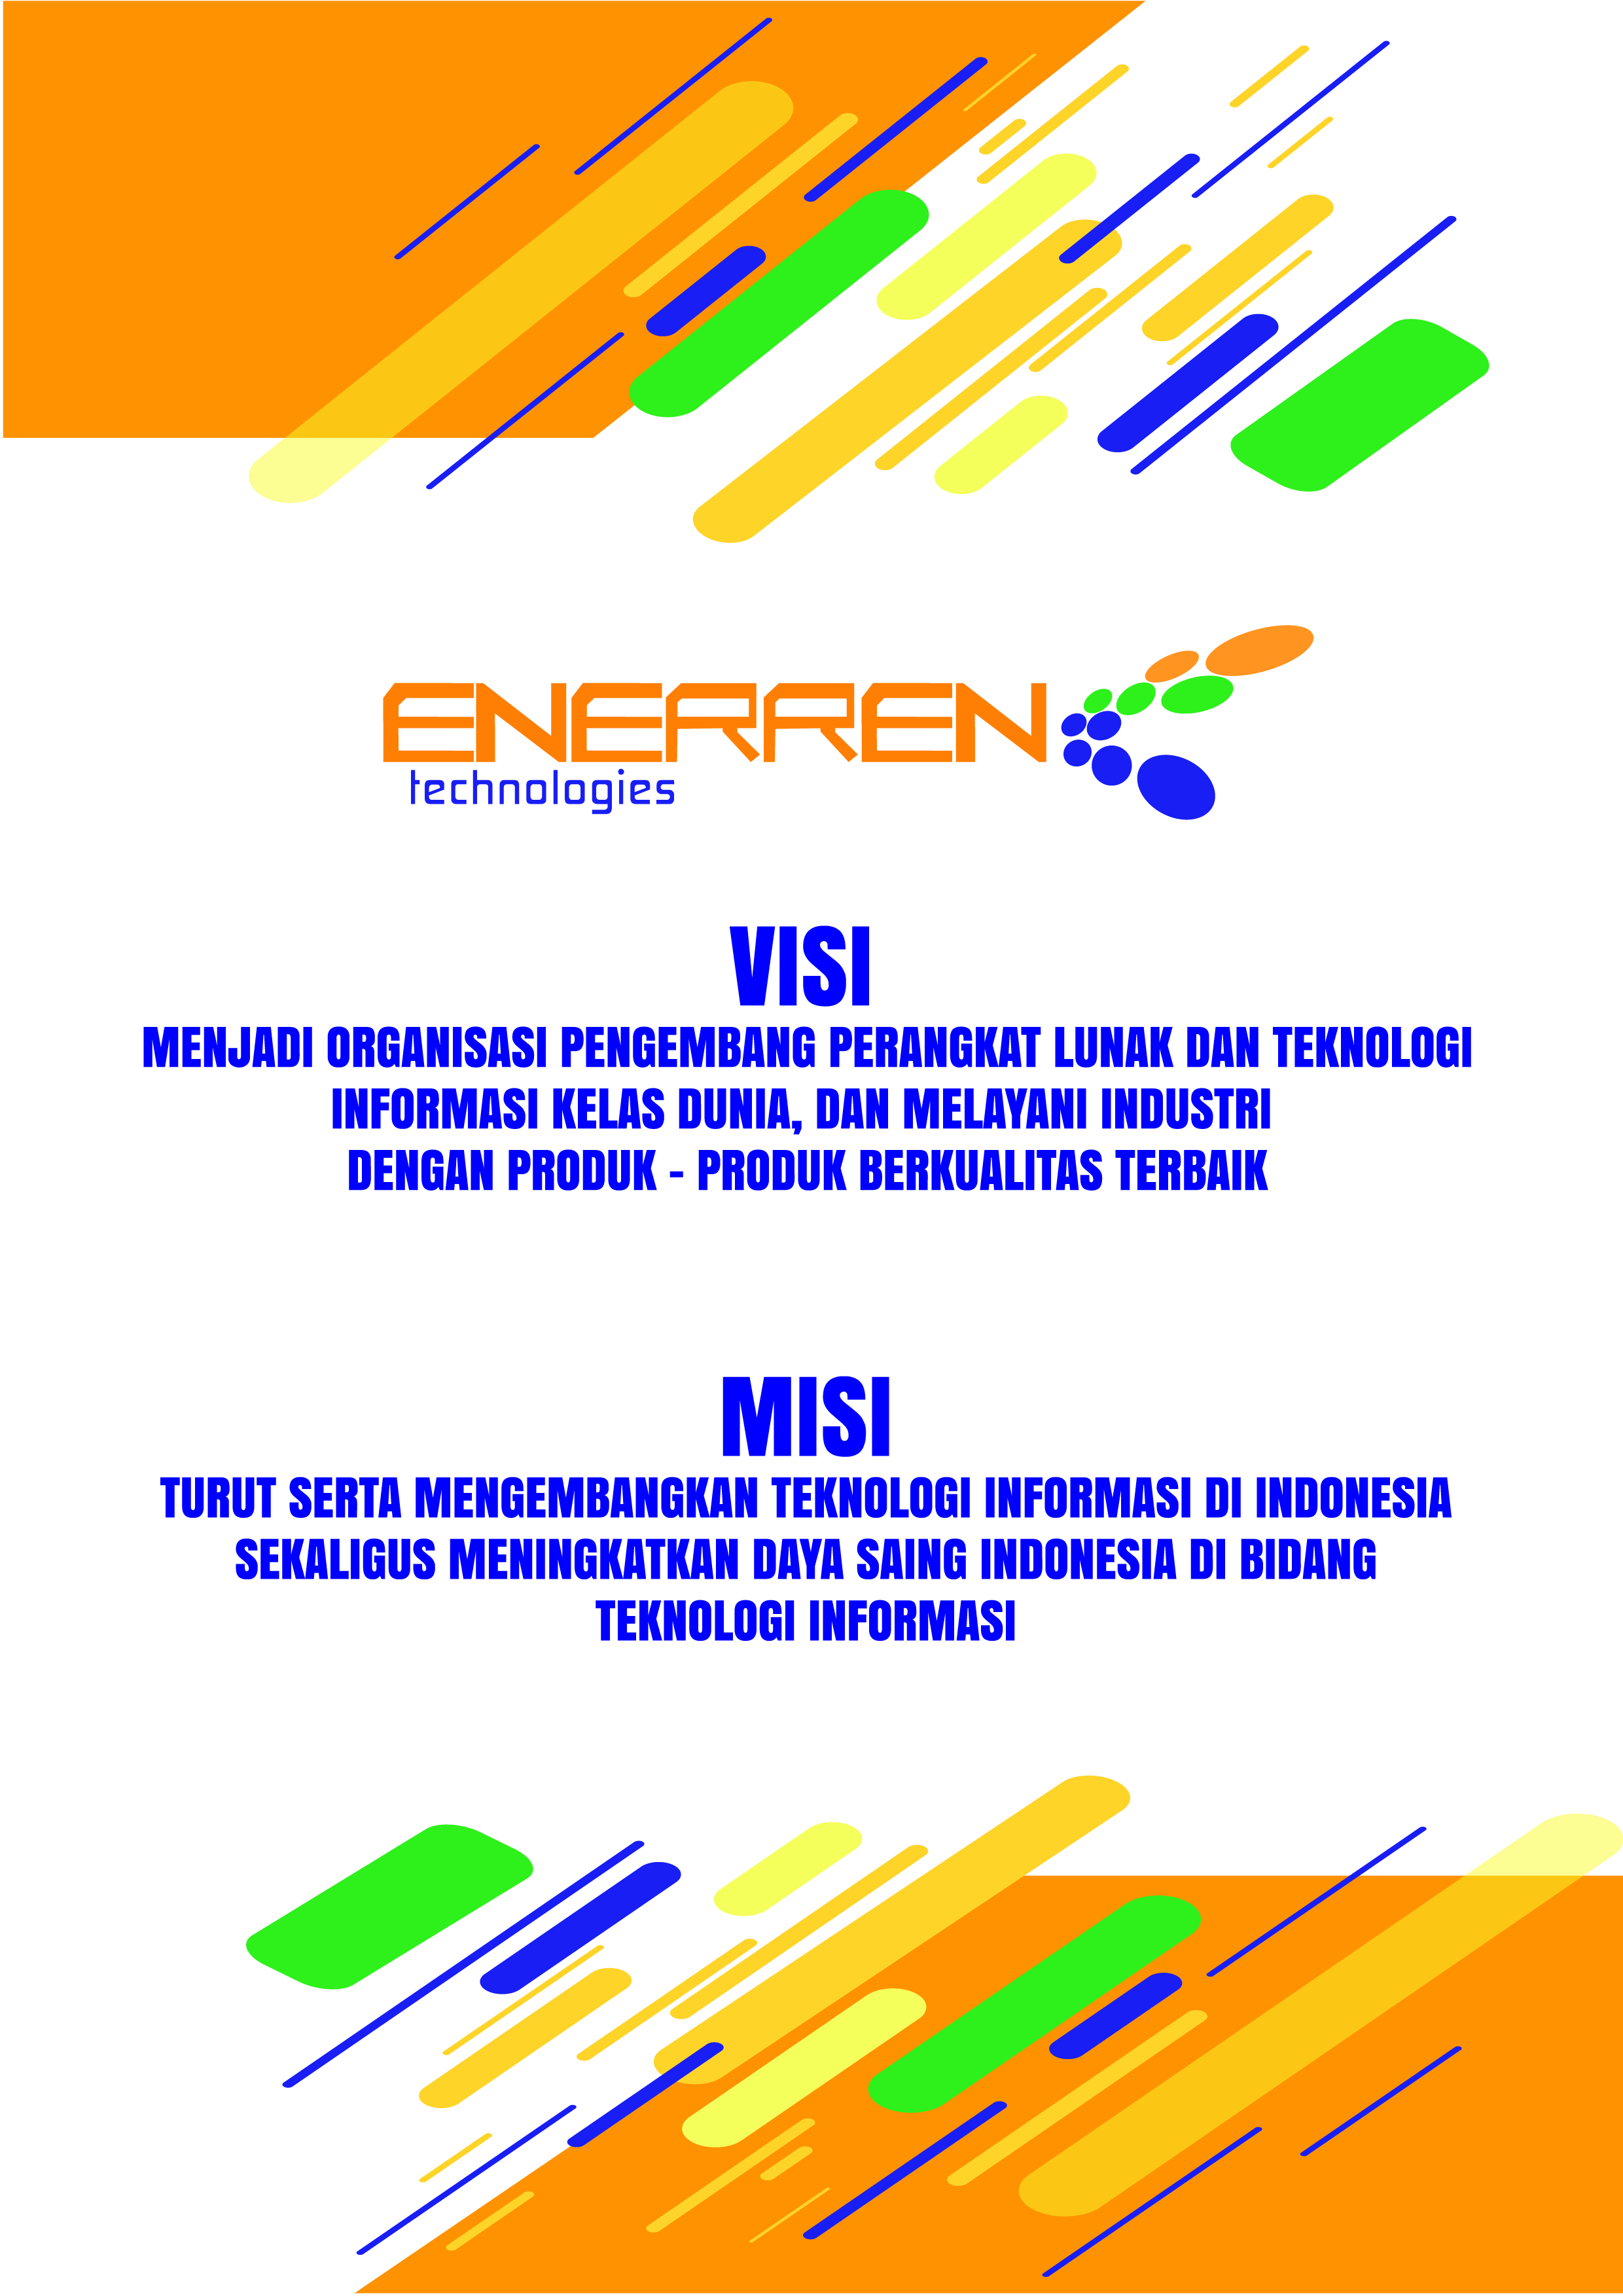 ENERREN
technologies
VISI
MENJADI ORGANISASI PENGEMBANG PERANGKAT LUNAK DAN TEKNOLOGI
INFORMASI KELAS DUNIA, DAN MELAYANI INDUSTRI
DENGAN PRODUK - PRODUK BERKUALITAS TERBAIK
MISI
TURUT SERTA MENGEMBANGKAN TEKNOLOGI INFORMASI DI INDONESIA
SEKALIGUS MENINGKATKAN DAYA SAING INDONESIA DI BIDANG
TEKNOLOGI INFORMASI